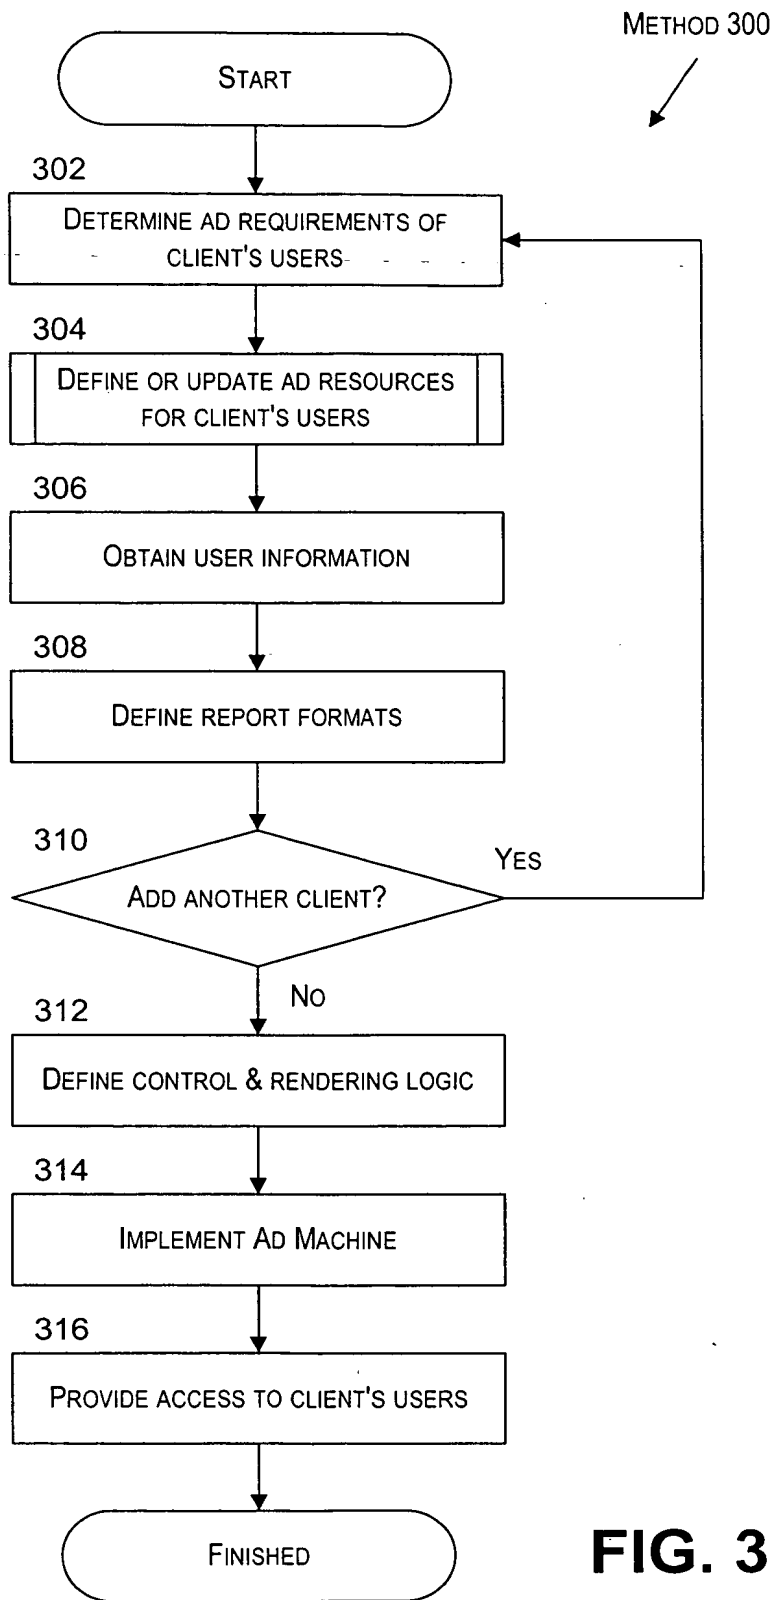 METHOD 300
START
302
DETERMINE AD REQUIREMENTS OF
CLIENT'S USERS
304
DEFINE OR UPDATE AD RESOURCES
FOR CLIENT'S USERS
306
OBTAIN USER INFORMATION
308
DEFINE REPORT FORMATS
310
ADD ANOTHER CLIENT?
YES
NO
312
DEFINE CONTROL & RENDERING LOGIC
314
IMPLEMENT AD MACHINE
316
PROVIDE ACCESS TO CLIENT'S USERS
FINISHED
FIG. 3